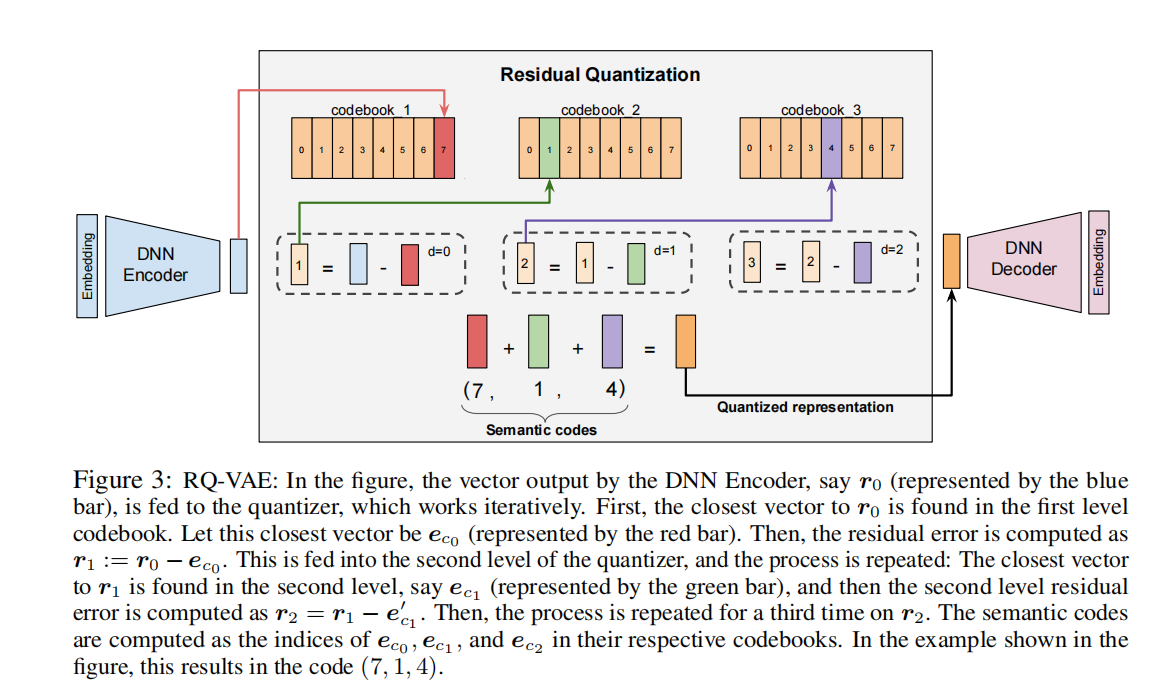 Residual Quantization
codebook_1
codebook_2
codebook_3
0 1 2 3 4 5 6 7
0 1 2 3 4 5 6 7
0 1 2 3 4 5 6 7
Embedding
DNN
Encoder
1 = - d=0
2 = 1 - d=1
3 = 2 - d=2
DNN
Decoder
Embedding
+ + =
(7, 1, 4)
Semantic codes
Quantized representation
Figure 3: RQ-VAE: In the figure, the vector output by the DNN Encoder, say r₀ (represented by the blue
bar), is fed to the quantizer, which works iteratively. First, the closest vector to r₀ is found in the first level
codebook. Let this closest vector be e_c₀ (represented by the red bar). Then, the residual error is computed as
r₁ := r₀ − e_c₀. This is fed into the second level of the quantizer, and the process is repeated: The closest vector
to r₁ is found in the second level, say e_c₁ (represented by the green bar), and then the second level residual
error is computed as r₂ = r₁ − e′_c₁. Then, the process is repeated for a third time on r₂. The semantic codes
are computed as the indices of e_c₀, e_c₁, and e_c₂ in their respective codebooks. In the example shown in the
figure, this results in the code (7, 1, 4).